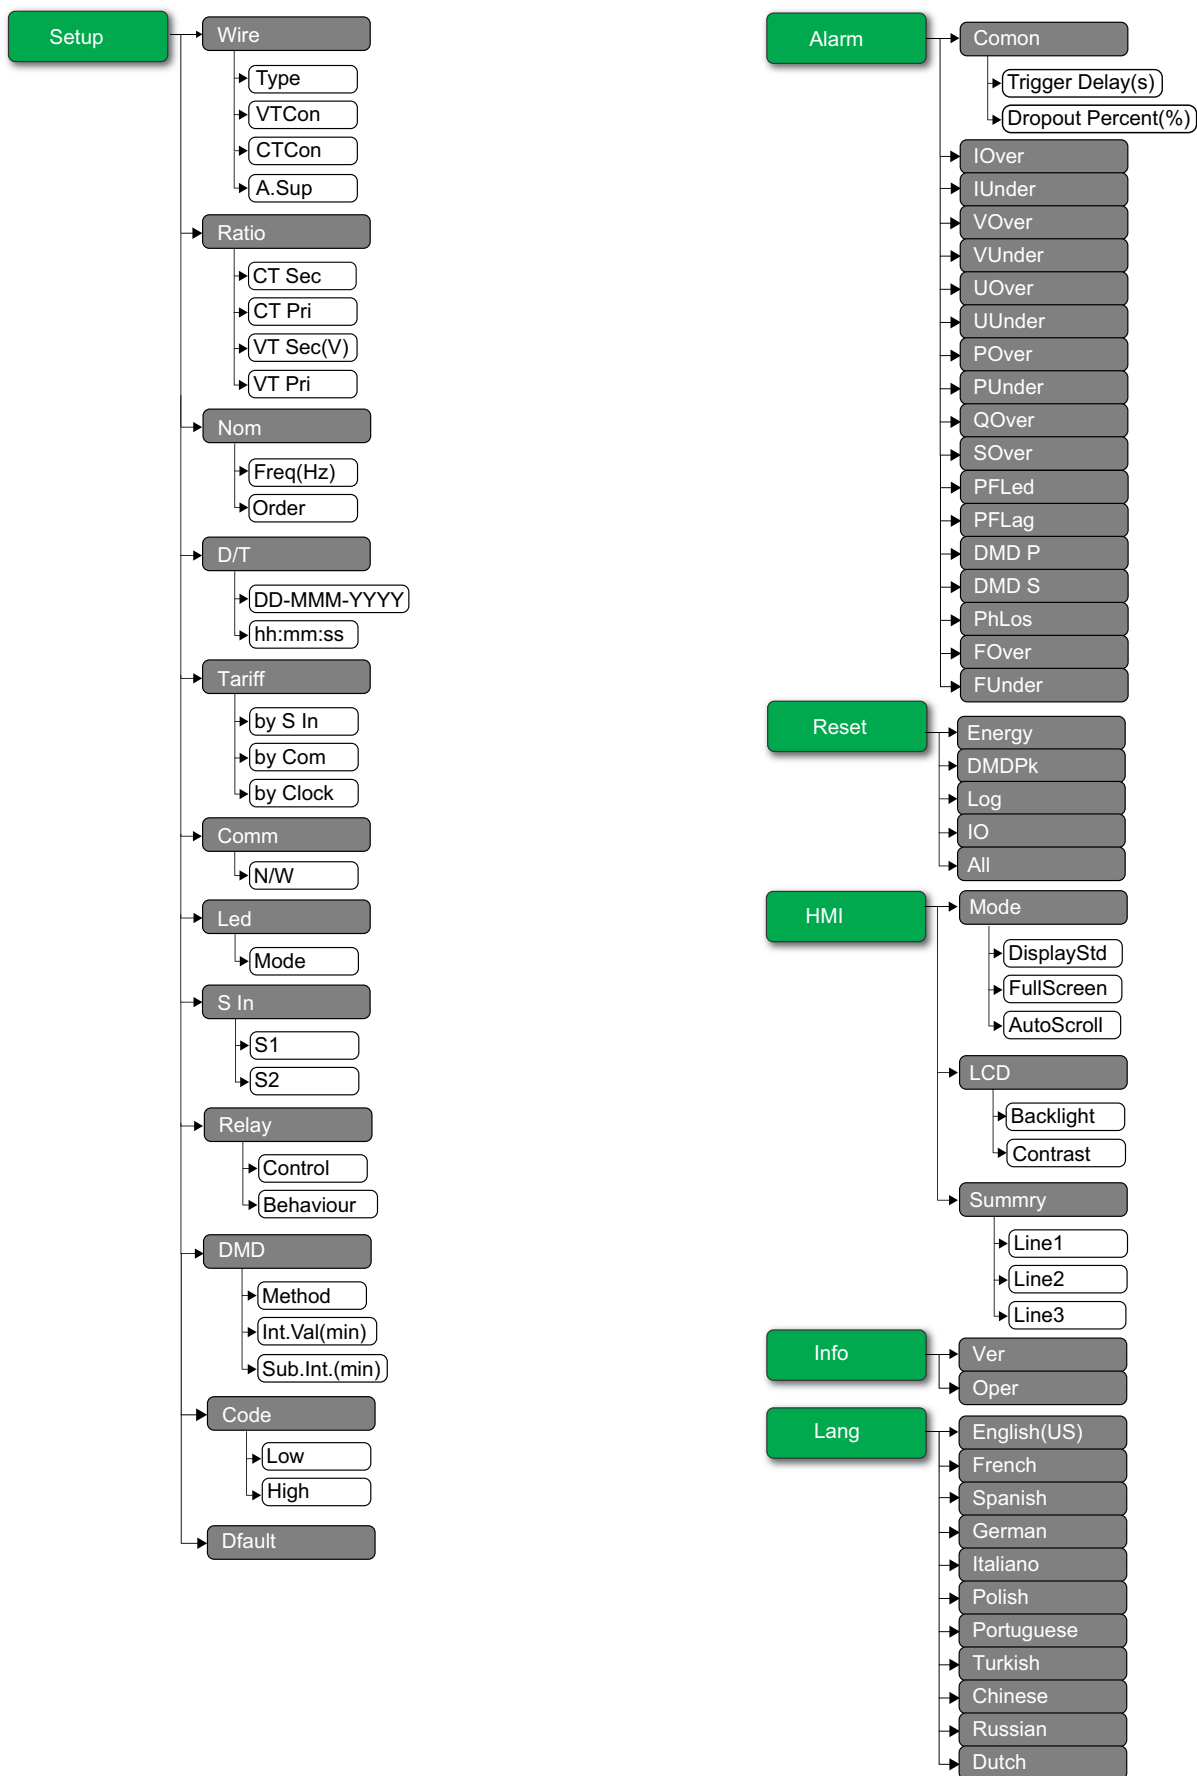 Setup
Wire
Type
VTCon
CTCon
A.Sup
Ratio
CT Sec
CT Pri
VT Sec(V)
VT Pri
Nom
Freq(Hz)
Order
D/T
DD-MMM-YYYY
hh:mm:ss
Tariff
by S In
by Com
by Clock
Comm
N/W
Led
Mode
S In
S1
S2
Relay
Control
Behaviour
DMD
Method
Int.Val(min)
Sub.Int.(min)
Code
Low
High
Dfault
Alarm
Comon
Trigger Delay(s)
Dropout Percent(%)
IOver
IUnder
VOver
VUnder
UOver
UUnder
POver
PUnder
QOver
SOver
PFLed
PFLag
DMD P
DMD S
PhLos
FOver
FUnder
Reset
Energy
DMDPk
Log
IO
All
HMI
Mode
DisplayStd
FullScreen
AutoScroll
LCD
Backlight
Contrast
Summry
Line1
Line2
Line3
Info
Ver
Oper
Lang
English(US)
French
Spanish
German
Italiano
Polish
Portuguese
Turkish
Chinese
Russian
Dutch